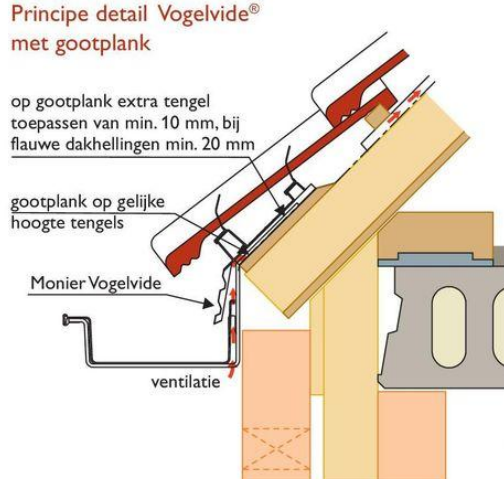 Principe detail Vogelvide®
met gootplank
op gootplank extra tengel
toepassen van min. 10 mm, bij
flauwe dakhellingen min. 20 mm
gootplank op gelijke
hoogte tengels
Monier Vogelvide
ventilatie